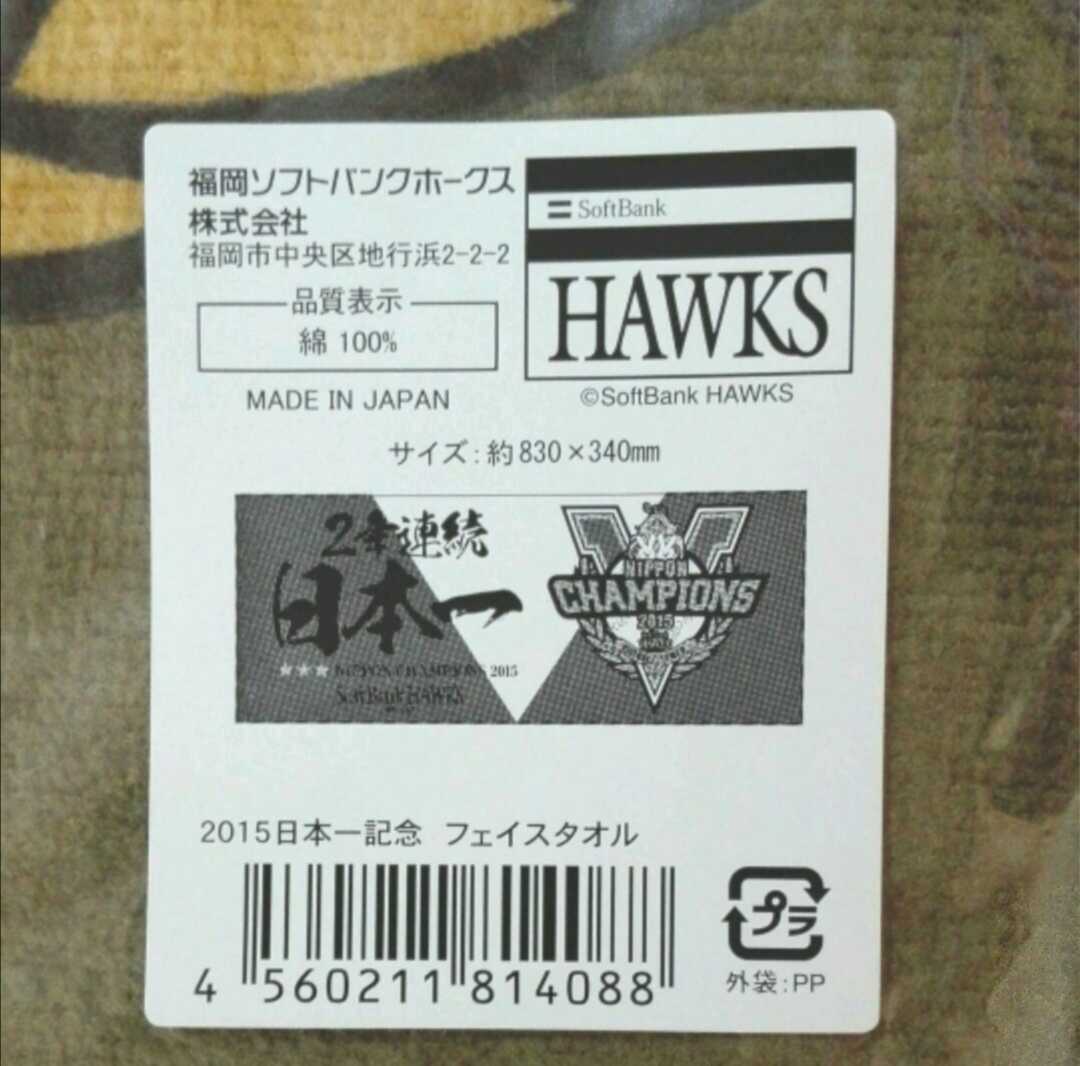 福岡ソフトバンクホークス
株式会社
福岡市中央区地行浜2-2-2
品質表示
綿 100%
MADE IN JAPAN
SoftBank
HAWKS
©SoftBank HAWKS
サイズ:約830×340mm
2年連続
日本一
NIPPON CHAMPIONS 2015
SoftBank HAWKS
NIPPON
CHAMPIONS
2015
2015日本一記念 フェイスタオル
4 560211 814088
プラ
外袋:PP